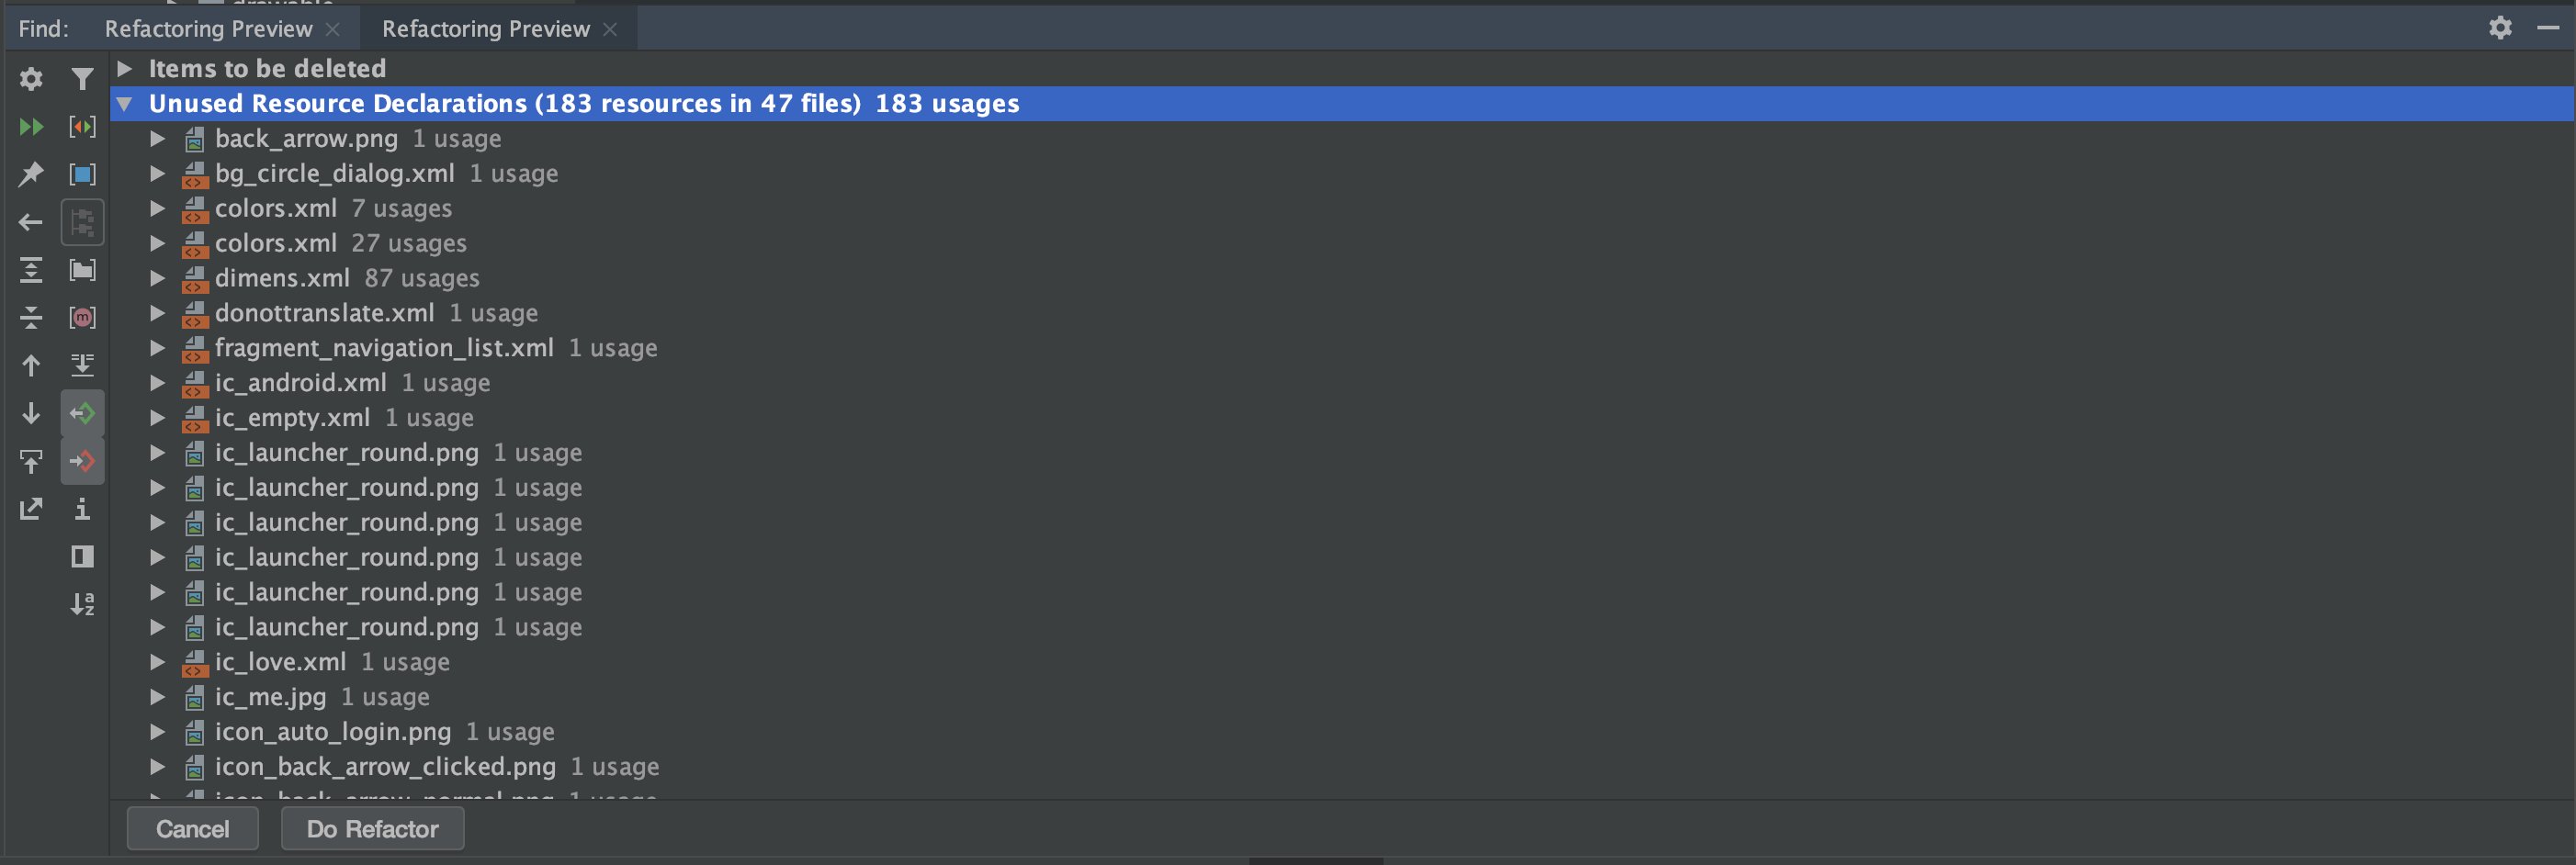 drawable
Find: Refactoring Preview Refactoring Preview
Items to be deleted
Unused Resource Declarations (183 resources in 47 files) 183 usages
back_arrow.png 1 usage
bg_circle_dialog.xml 1 usage
colors.xml 7 usages
colors.xml 27 usages
dimens.xml 87 usages
donottranslate.xml 1 usage
fragment_navigation_list.xml 1 usage
ic_android.xml 1 usage
ic_empty.xml 1 usage
ic_launcher_round.png 1 usage
ic_launcher_round.png 1 usage
ic_launcher_round.png 1 usage
ic_launcher_round.png 1 usage
ic_launcher_round.png 1 usage
ic_launcher_round.png 1 usage
ic_love.xml 1 usage
ic_me.jpg 1 usage
icon_auto_login.png 1 usage
icon_back_arrow_clicked.png 1 usage
icon_back_arrow_normal.png 1 usage
Cancel Do Refactor